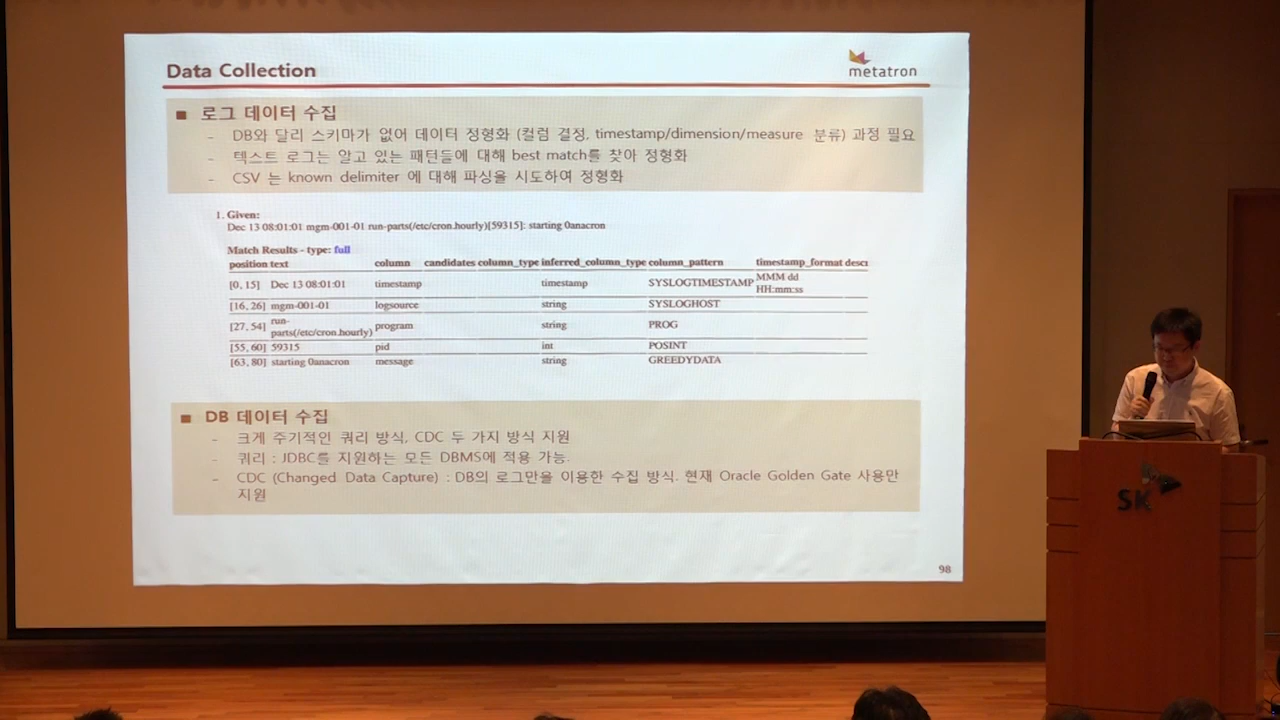 Data Collection
metatron
■ 로그 데이터 수집
- DB와 달리 스키마가 없어 데이터 정형화 (컬럼 결정, timestamp/dimension/measure 분류) 과정 필요
- 텍스트 로그는 알고 있는 패턴들에 대해 best match를 찾아 정형화
- CSV 는 known delimiter 에 대해 파싱을 시도하여 정형화
1. Given:
Dec 13 08:01:01 mgm-001-01 run-parts(/etc/cron.hourly)[59315]: starting 0anacron
Match Results - type: full
position text column candidates column_type inferred_column_type column_pattern timestamp_format descr
[0, 15] Dec 13 08:01:01 timestamp timestamp SYSLOGTIMESTAMP MMM dd
HH:mm:ss
[16, 26] mgm-001-01 logsource string SYSLOGHOST
[27, 54] run-
parts(/etc/cron.hourly) program string PROG
[55, 60] 59315 pid int POSINT
[63, 80] starting 0anacron message string GREEDYDATA
■ DB 데이터 수집
- 크게 주기적인 쿼리 방식, CDC 두 가지 방식 지원
- 쿼리 : JDBC를 지원하는 모든 DBMS에 적용 가능.
- CDC (Changed Data Capture) : DB의 로그만을 이용한 수집 방식. 현재 Oracle Golden Gate 사용만
지원
98
SK